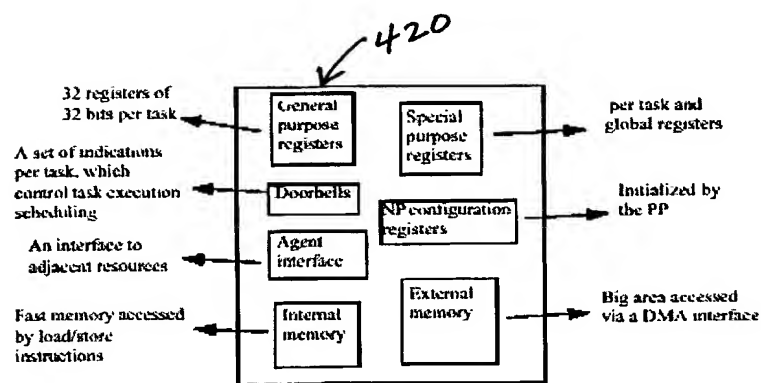 420
32 registers of
32 bits per task
General
purpose
registers
Special
purpose
registers
per task and
global registers
A set of indications
per task, which
control task execution
scheduling
Doorbells
NP configuration
registers
Initialized by
the PP
An interface to
adjacent resources
Agent
interface
Fast memory accessed
by load/store
instructions
Internal
memory
External
memory
Big area accessed
via a DMA interface